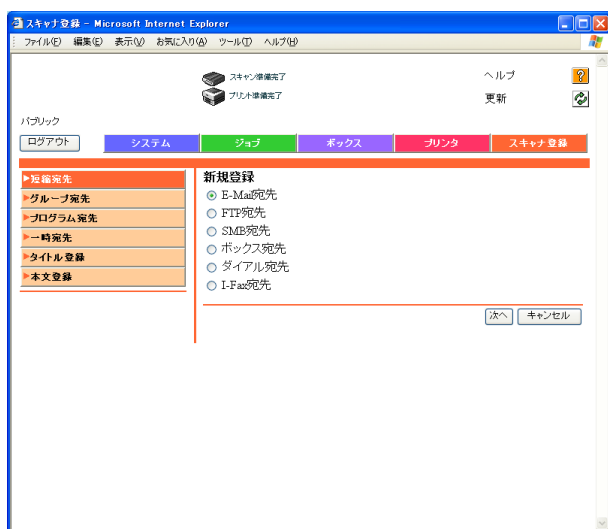 スキャナ登録 - Microsoft Internet Explorer
ファイル(F) 編集(E) 表示(V) お気に入り(A) ツール(T) ヘルプ(H)
スキャン準備完了
ヘルプ
?
プリント準備完了
更新
パブリック
ログアウト
システム
ジョブ
ボックス
プリンタ
スキャナ登録
短縮宛先
グループ宛先
プログラム宛先
一時宛先
タイトル登録
本文登録
新規登録
E-Mail宛先
FTP宛先
SMB宛先
ボックス宛先
ダイアル宛先
I-Fax宛先
次へ
キャンセル